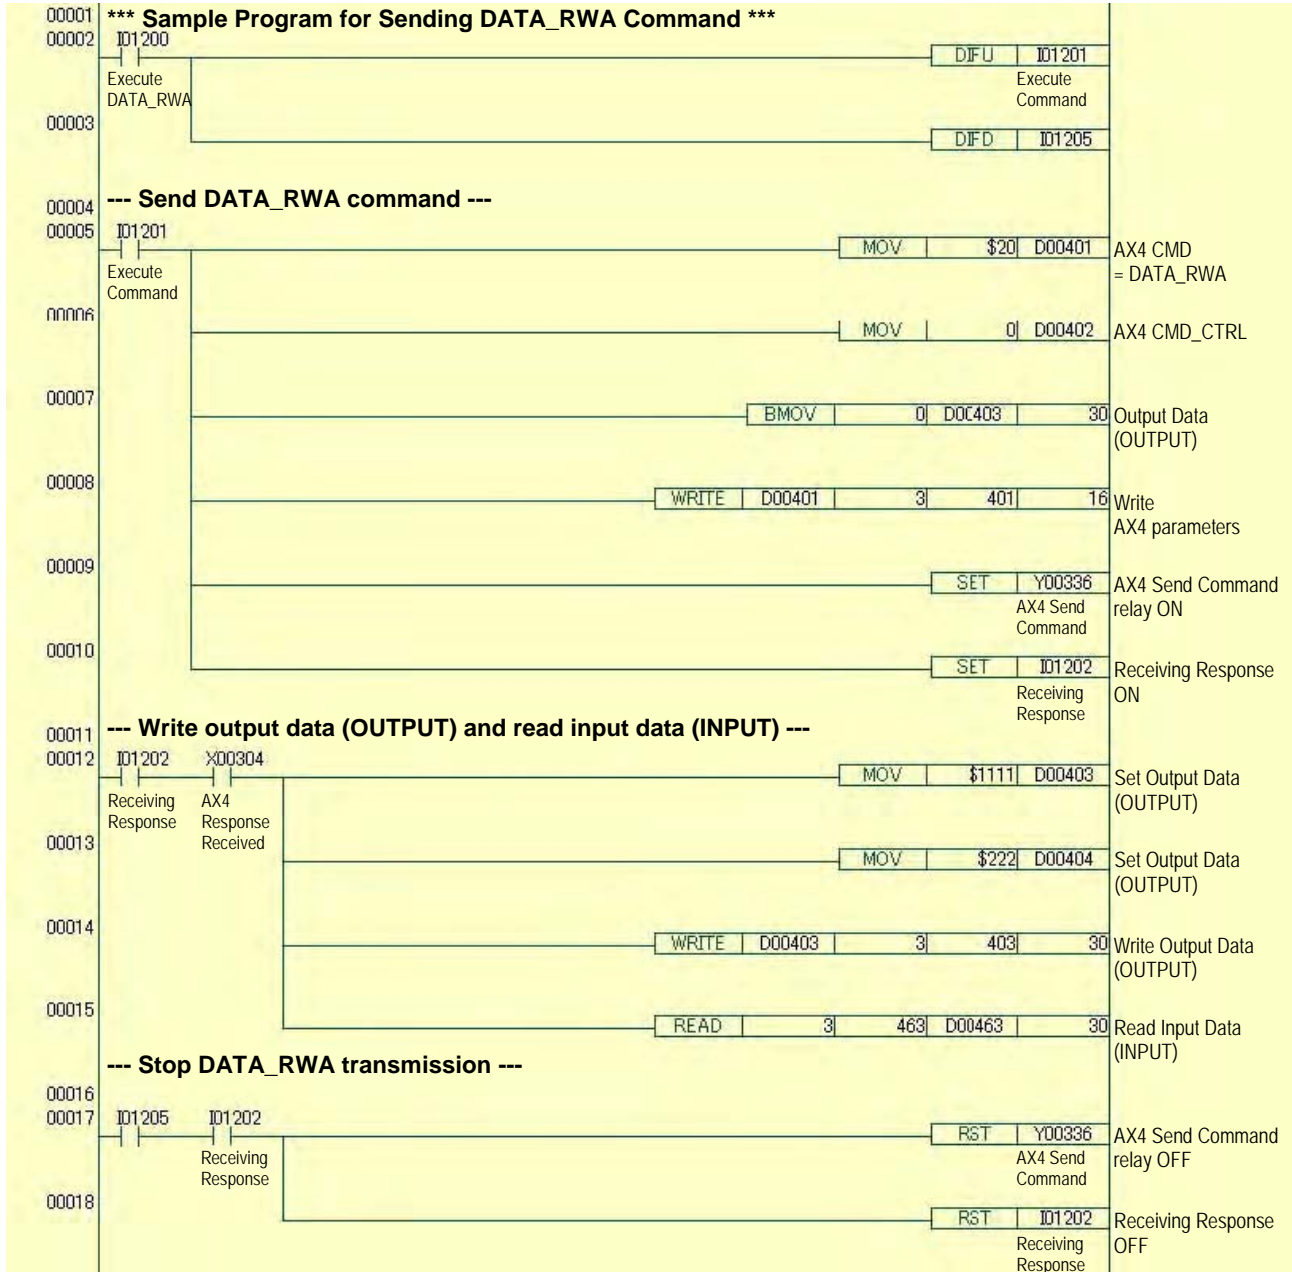 00001 *** Sample Program for Sending DATA_RWA Command ***
00002 I01200
DIFU I01201
Execute
DATA_RWA
Execute
Command
00003
DIFD I01205
00004 --- Send DATA_RWA command ---
00005 I01201
MOV $20 D00401 AX4 CMD
= DATA_RWA
Execute
Command
00006
MOV 0 D00402 AX4 CMD_CTRL
00007
BMOV 0 D00403 30 Output Data
(OUTPUT)
00008
WRITE D00401 3 401 16 Write
AX4 parameters
00009
SET Y00336 AX4 Send Command
relay ON
AX4 Send
Command
00010
SET I01202 Receiving Response
ON
Receiving
Response
00011 --- Write output data (OUTPUT) and read input data (INPUT) ---
00012 I01202 X00304
MOV $1111 D00403 Set Output Data
(OUTPUT)
Receiving
Response
AX4
Response
Received
00013
MOV $222 D00404 Set Output Data
(OUTPUT)
00014
WRITE D00403 3 403 30 Write Output Data
(OUTPUT)
00015
READ 3 463 D00463 30 Read Input Data
(INPUT)
--- Stop DATA_RWA transmission ---
00016
00017 I01205 I01202
RST Y00336 AX4 Send Command
relay OFF
Receiving
Response
AX4 Send
Command
00018
RST I01202 Receiving Response
OFF
Receiving
Response